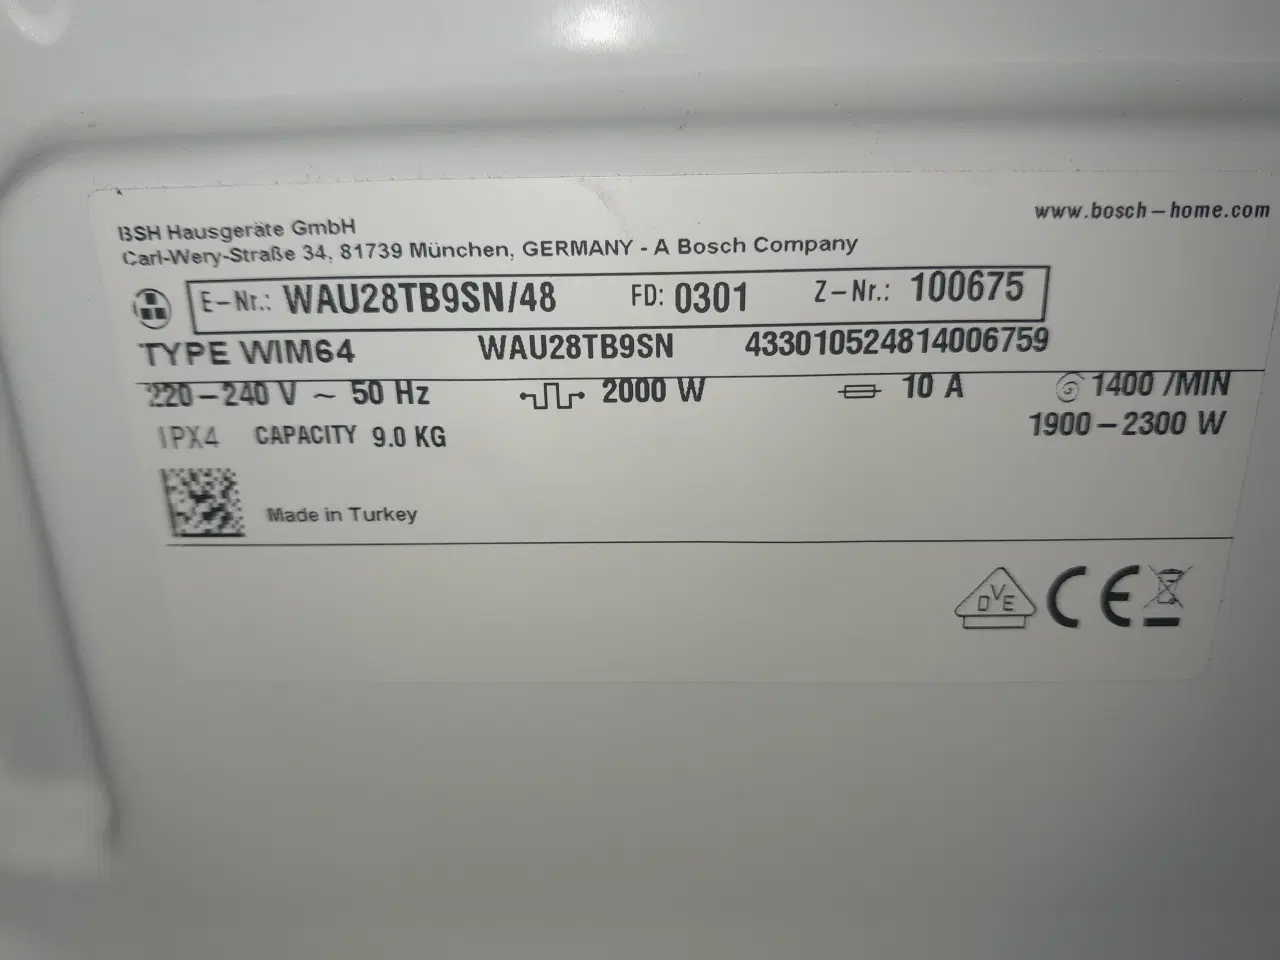 www.bosch-home.com
BSH Hausgeräte GmbH
Carl-Wery-Straße 34, 81739 München, GERMANY - A Bosch Company
E-Nr.: WAU28TB9SN/48 FD: 0301 Z-Nr.: 100675
TYPE WIM64 WAU28TB9SN 433010524814006759
220-240 V ~ 50 Hz 2000 W 10 A 1400 /MIN
1900-2300 W
IPX4 CAPACITY 9.0 KG
Made in Turkey
DVE CE